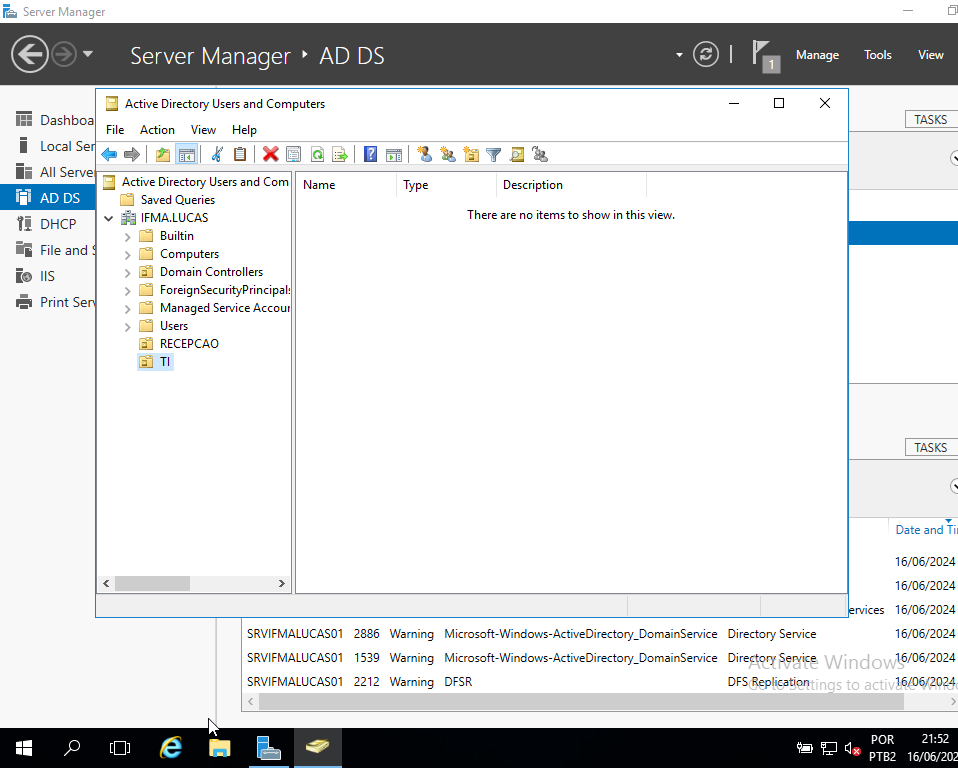 Server Manager
Server Manager ‣ AD DS
1
Manage Tools View
Active Directory Users and Computers
File Action View Help
Dashboa
Local Ser
All Server
AD DS
DHCP
File and S
IIS
Print Serv
Active Directory Users and Com
Saved Queries
IFMA.LUCAS
Builtin
Computers
Domain Controllers
ForeignSecurityPrincipals
Managed Service Accour
Users
RECEPCAO
TI
Name Type Description
There are no items to show in this view.
TASKS
TASKS
Date and Ti
16/06/2024
16/06/2024
ervices 16/06/2024
SRVIFMALUCAS01 2886 Warning Microsoft-Windows-ActiveDirectory_DomainService Directory Service 16/06/2024
SRVIFMALUCAS01 1539 Warning Microsoft-Windows-ActiveDirectory_DomainService Directory Service 16/06/2024
SRVIFMALUCAS01 2212 Warning DFSR DFS Replication 16/06/2024
Activate Windows
Go to Settings to activate Windo
POR
PTB2
21:52
16/06/202